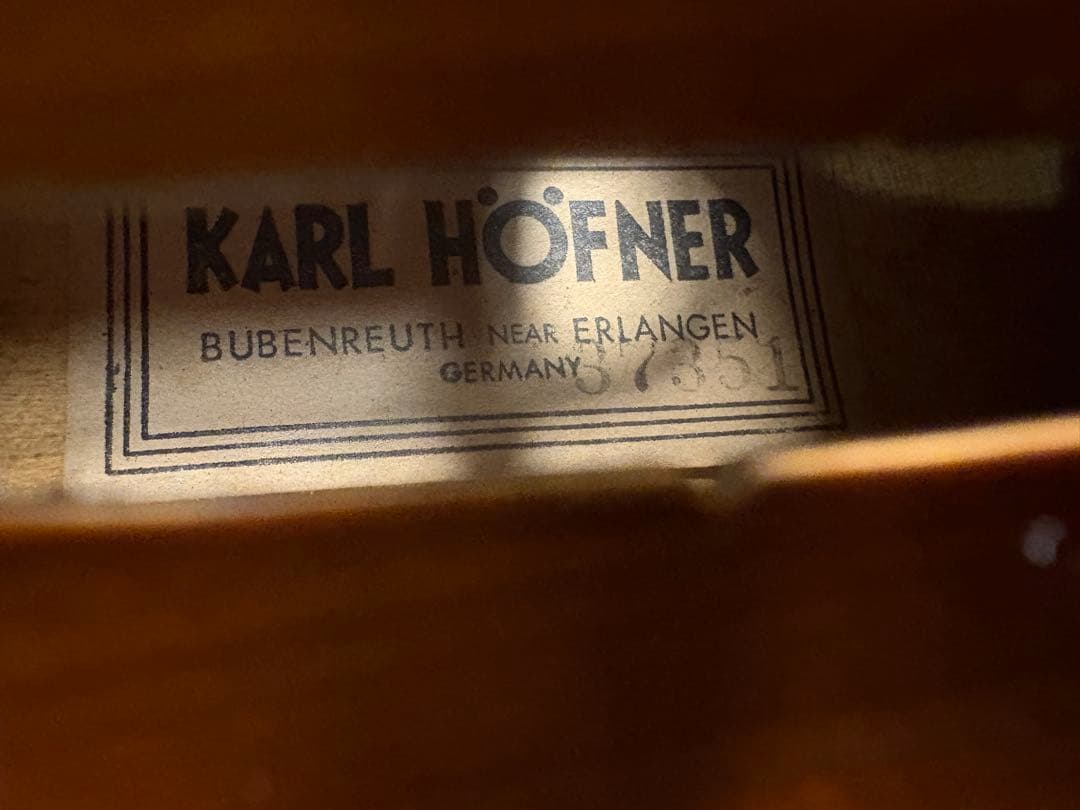 KARL HÖFNER
BUBENREUTH NEAR ERLANGEN
GERMANY 37351